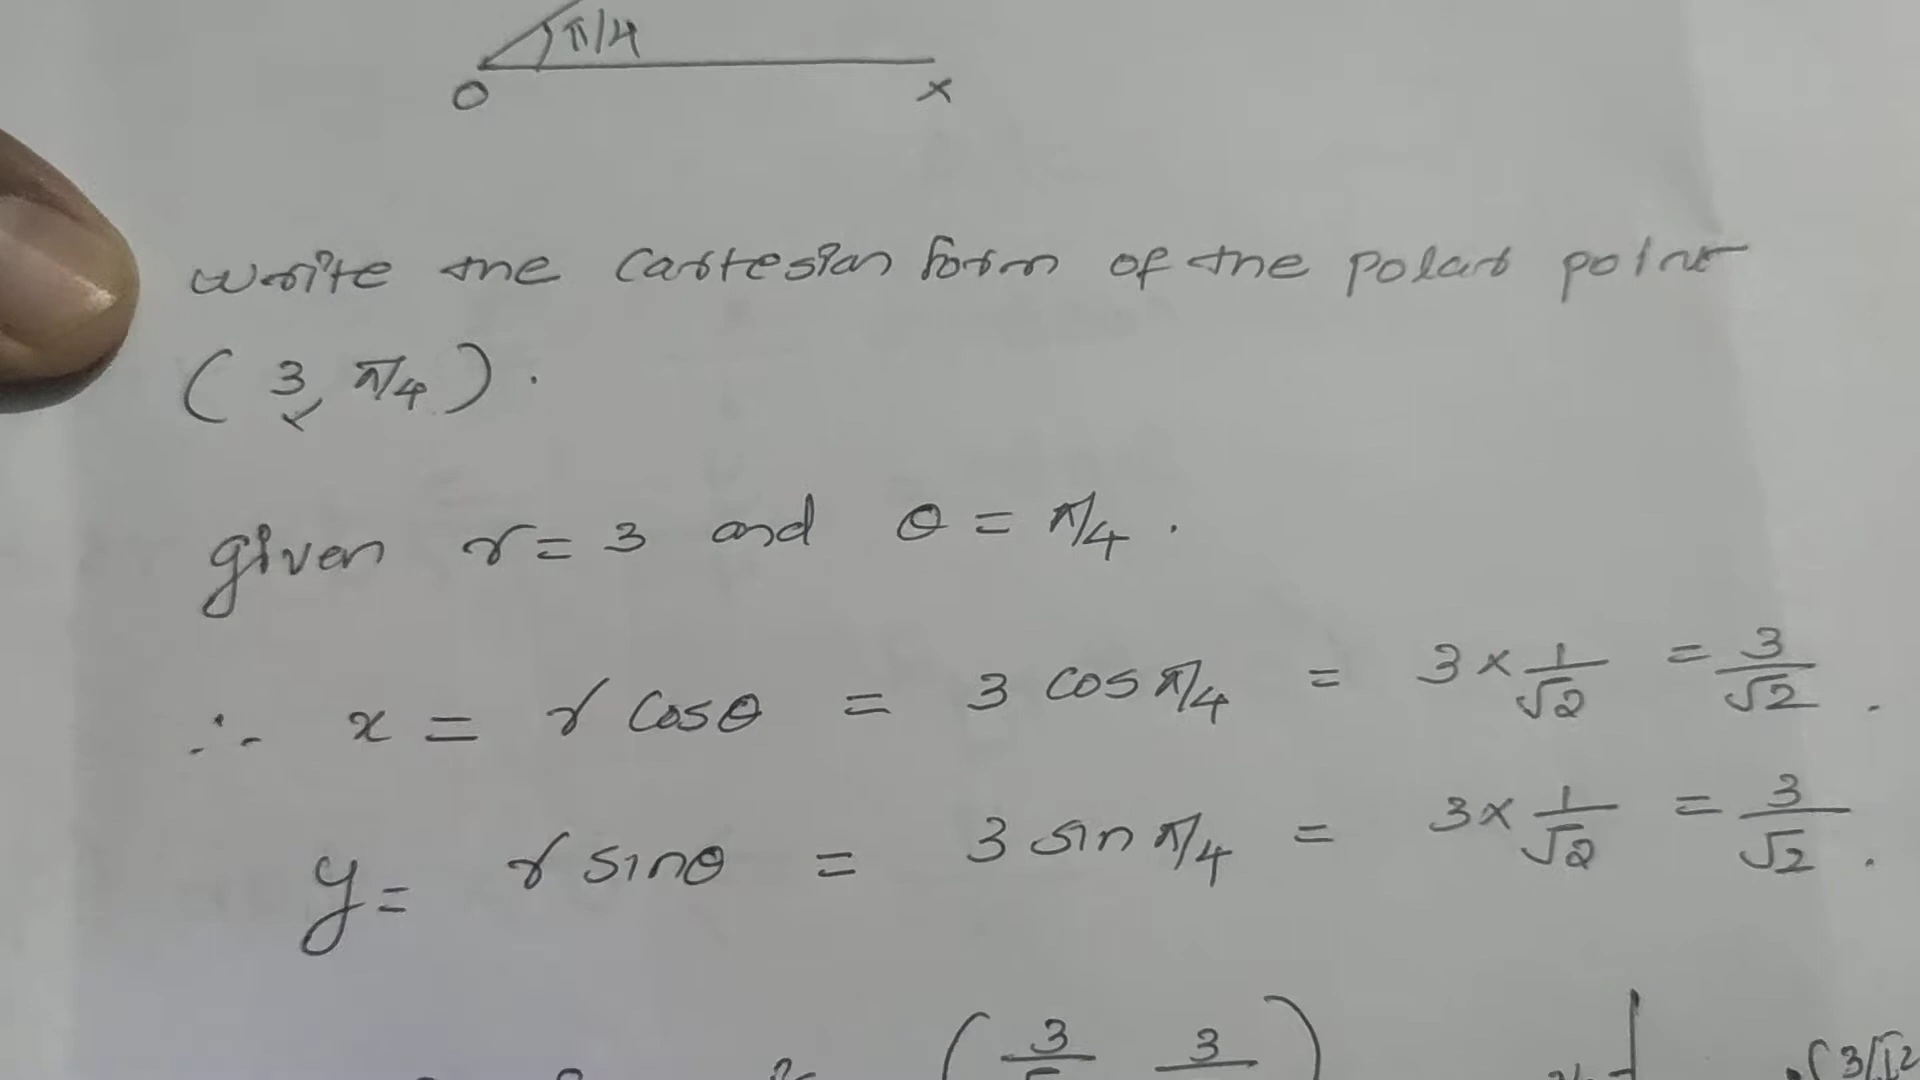 π/4
O x
write the Cartesian form of the polar point
(3, π/4).
given r = 3 and θ = π/4.
∴ x = r cosθ = 3 cos π/4 = 3 × 1/√2 = 3/√2.
y = r sinθ = 3 sin π/4 = 3 × 1/√2 = 3/√2.